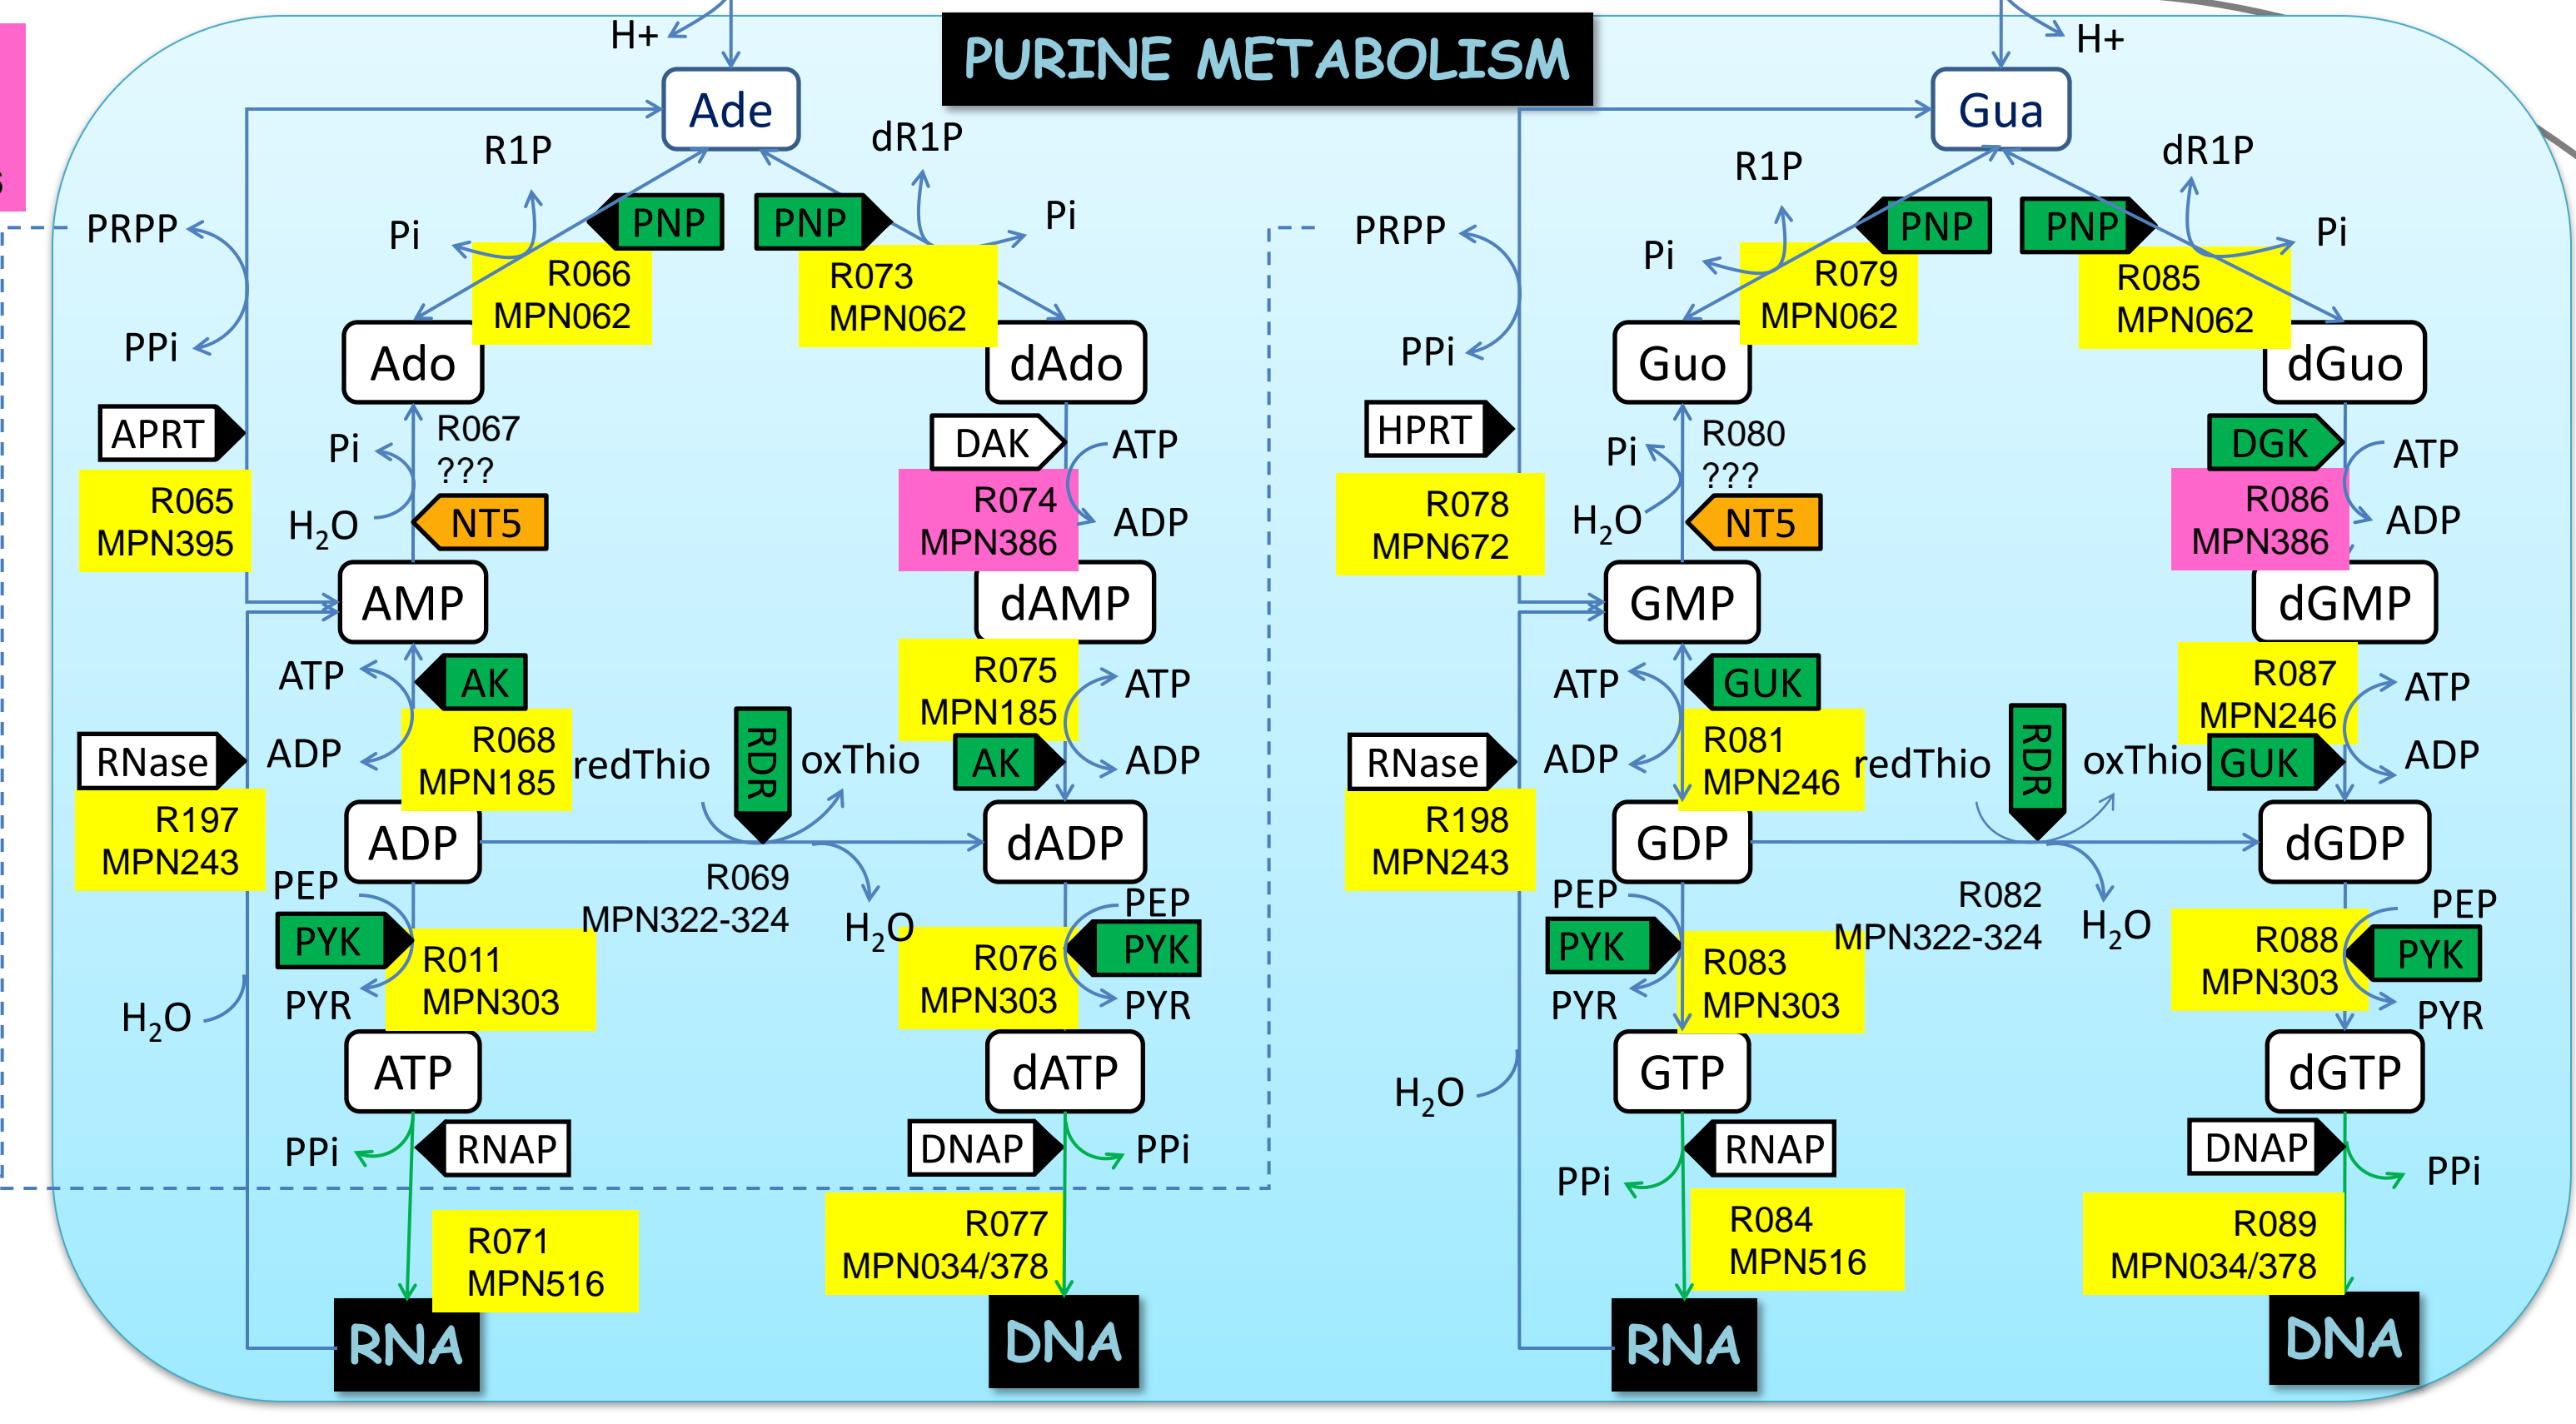 PURINE METABOLISM
H+
Ade
R1P
dR1P
PRPP
Pi
PNP
PNP
Pi
R066
MPN062
R073
MPN062
PPi
Ado
dAdo
APRT
R065
MPN395
Pi
R067
???
H2O
NT5
DAK
ATP
R074
MPN386
ADP
AMP
dAMP
ATP
AK
R068
MPN185
ADP
R075
MPN185
ATP
AK
ADP
RNase
R197
MPN243
redThio
RDR
oxThio
ADP
dADP
R069
MPN322-324
H2O
PEP
PYK
R011
MPN303
PYR
PEP
PYK
R076
MPN303
PYR
H2O
ATP
dATP
PPi
RNAP
DNAP
PPi
R071
MPN516
R077
MPN034/378
RNA
DNA
H+
Gua
R1P
dR1P
PRPP
Pi
PNP
PNP
Pi
R079
MPN062
R085
MPN062
PPi
Guo
dGuo
HPRT
R078
MPN672
Pi
R080
???
H2O
NT5
DGK
ATP
R086
MPN386
ADP
GMP
dGMP
ATP
GUK
R081
MPN246
ADP
R087
MPN246
ATP
GUK
ADP
RNase
R198
MPN243
redThio
RDR
oxThio
GDP
dGDP
R082
MPN322-324
H2O
PEP
PYK
R083
MPN303
PYR
PEP
PYK
R088
MPN303
PYR
H2O
GTP
dGTP
PPi
RNAP
DNAP
PPi
R084
MPN516
R089
MPN034/378
RNA
DNA